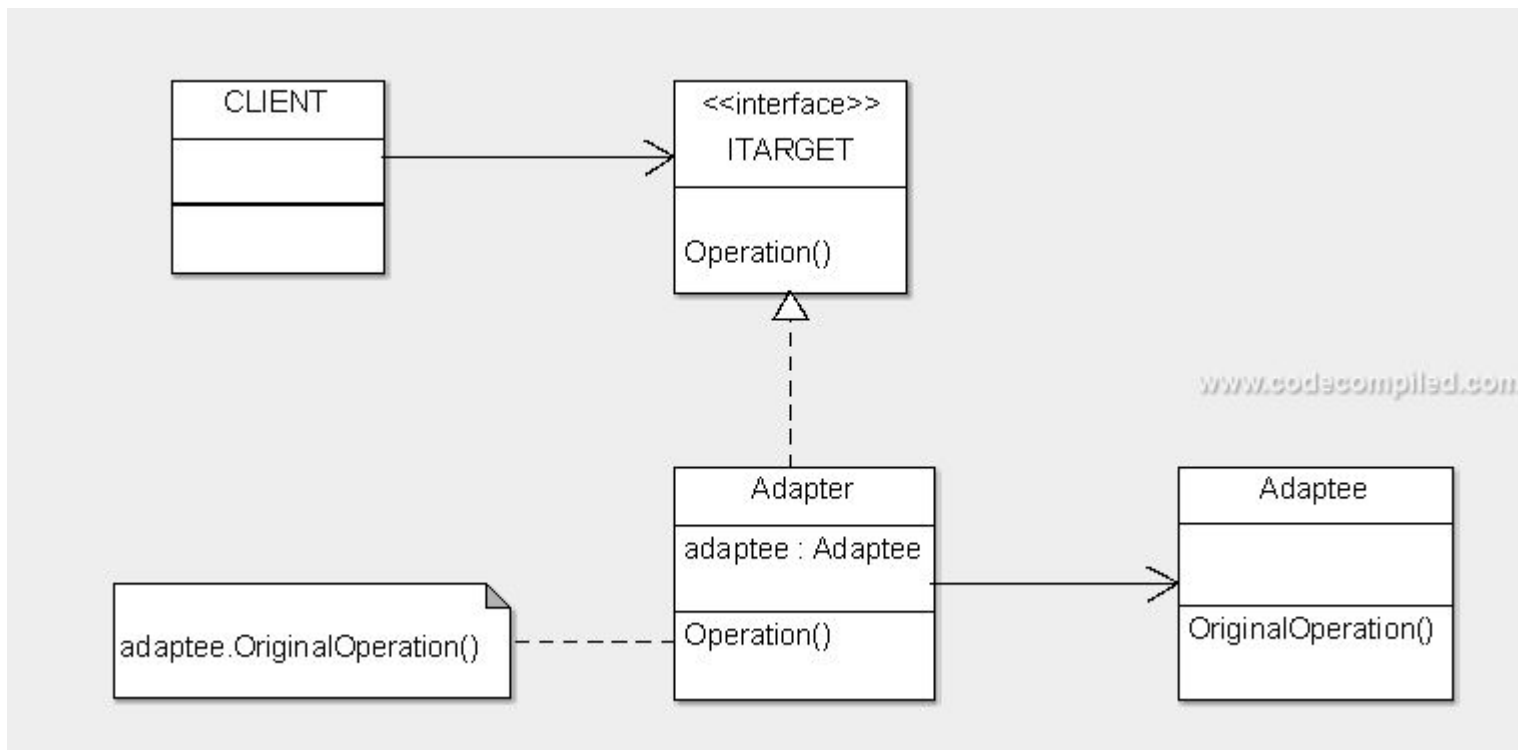 CLIENT
<<interface>>
ITARGET
Operation()
www.codecompiled.com
Adapter
adaptee : Adaptee
Operation()
Adaptee
OriginalOperation()
adaptee.OriginalOperation()